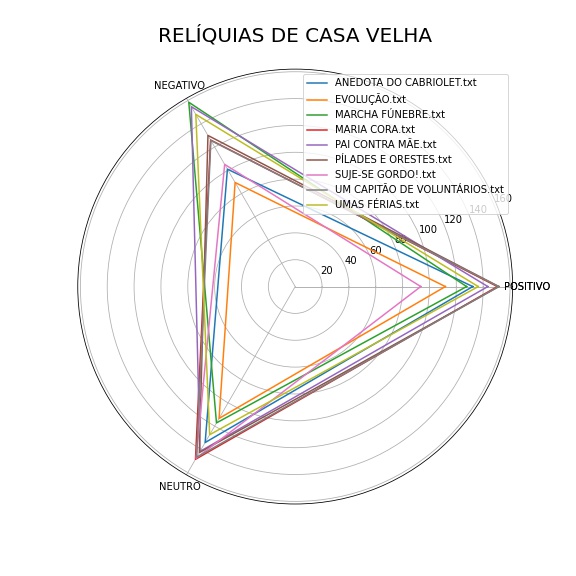 RELÍQUIAS DE CASA VELHA
NEGATIVO
ANEDOTA DO CABRIOLET.txt
EVOLUÇÃO.txt
MARCHA FÚNEBRE.txt
MARIA CORA.txt
PAI CONTRA MÃE.txt
PÍLADES E ORESTES.txt
SUJE-SE GORDO!.txt
UM CAPITÃO DE VOLUNTÁRIOS.txt
UMAS FÉRIAS.txt
160
140
120
100
80
60
40
20
POSITIVO
NEUTRO